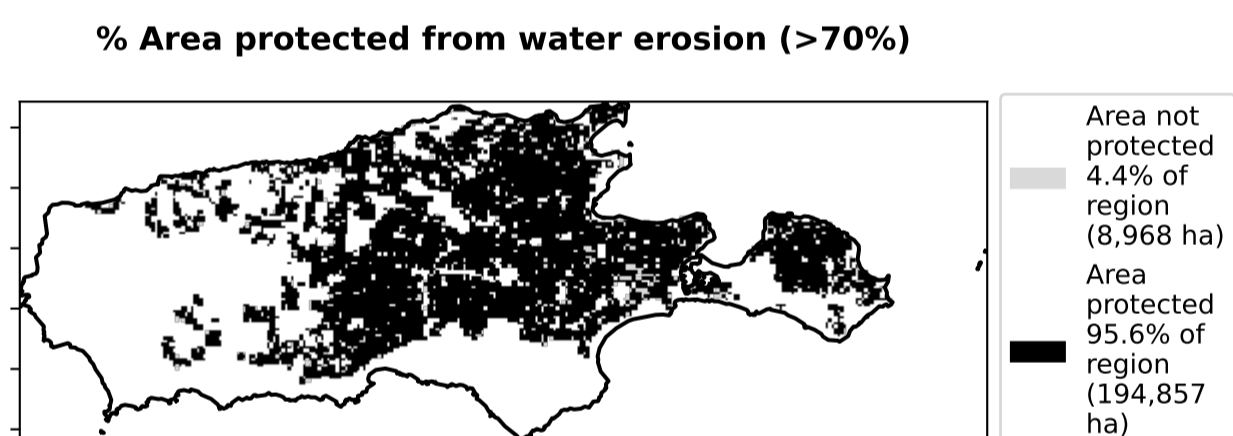 % Area protected from water erosion (>70%)
Area not
protected
4.4% of
region
(8,968 ha)
Area
protected
95.6% of
region
(194,857
ha)